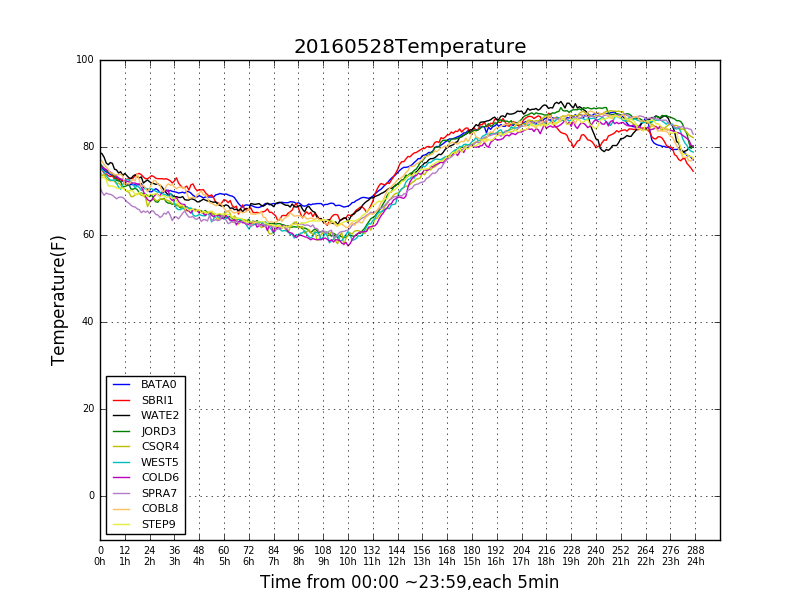 20160528Temperature
100
80
60
40
20
0
Temperature(F)
BATA0
SBRI1
WATE2
JORD3
CSQR4
WEST5
COLD6
SPRA7
COBL8
STEP9
0 12 24 36 48 60 72 84 96 108 120 132 144 156 168 180 192 204 216 228 240 252 264 276 288
0h 1h 2h 3h 4h 5h 6h 7h 8h 9h 10h 11h 12h 13h 14h 15h 16h 17h 18h 19h 20h 21h 22h 23h 24h
Time from 00:00 ~23:59,each 5min